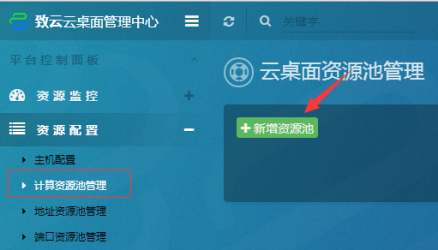 致云云桌面管理中心
关键字
平台控制面板
云桌面资源池管理
资源监控
新增资源池
资源配置
主机配置
计算资源池管理
地址资源池管理
端口资源池管理